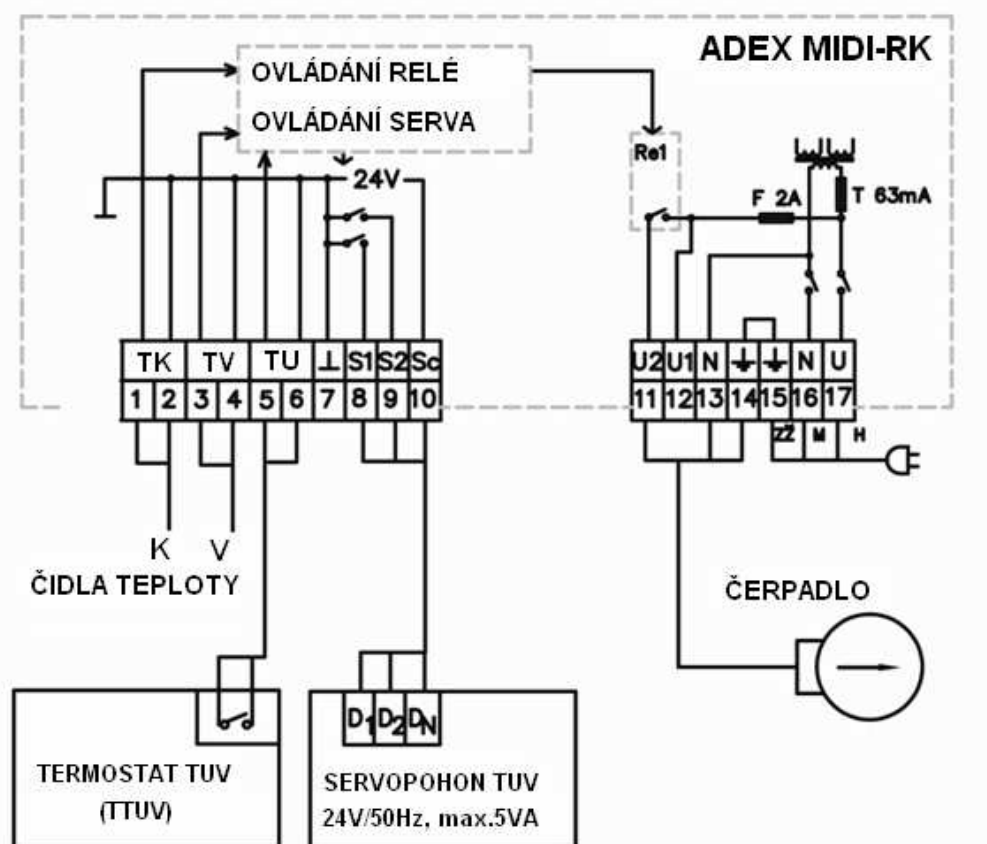 ADEX MIDI-RK
OVLÁDÁNÍ RELÉ
OVLÁDÁNÍ SERVA
Re1
24V
F 2A
T 63mA
TK TV TU ⊥ S1 S2 Sc
1 2 3 4 5 6 7 8 9 10
U2 U1 N ⏚ ⏚ N U
11 12 13 14 15 16 17
ZŽ M H
K V
ČIDLA TEPLOTY
ČERPADLO
D1 D2 DN
TERMOSTAT TUV
(TTUV)
SERVOPOHON TUV
24V/50Hz, max.5VA